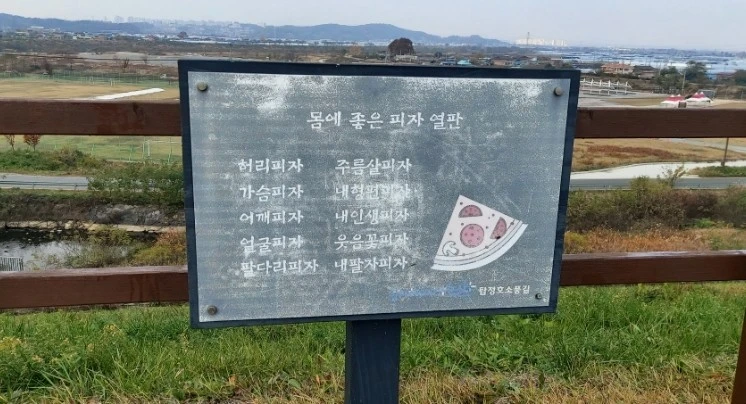 몸에 좋은 피자 열판
허리피자 주름살피자
가슴피자 내형편피자
어깨피자 내인생피자
얼굴피자 웃음꽃피자
팔다리피자 내팔자피자
탑정호소풍길